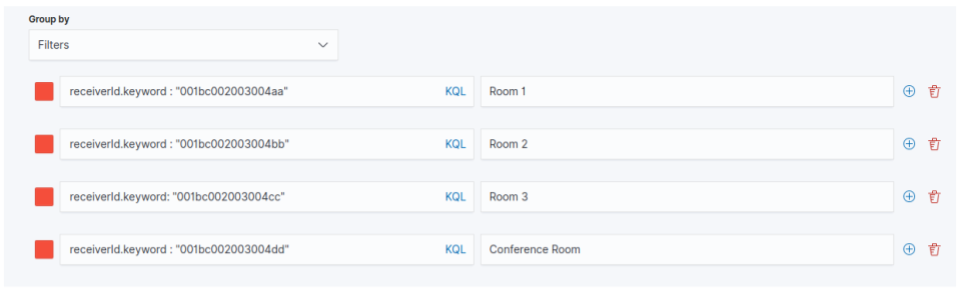 Group by
Filters
receiverId.keyword : "001bc002003004aa" KQL Room 1
receiverId.keyword : "001bc002003004bb" KQL Room 2
receiverId.keyword: "001bc002003004cc" KQL Room 3
receiverId.keyword : "001bc002003004dd" KQL Conference Room